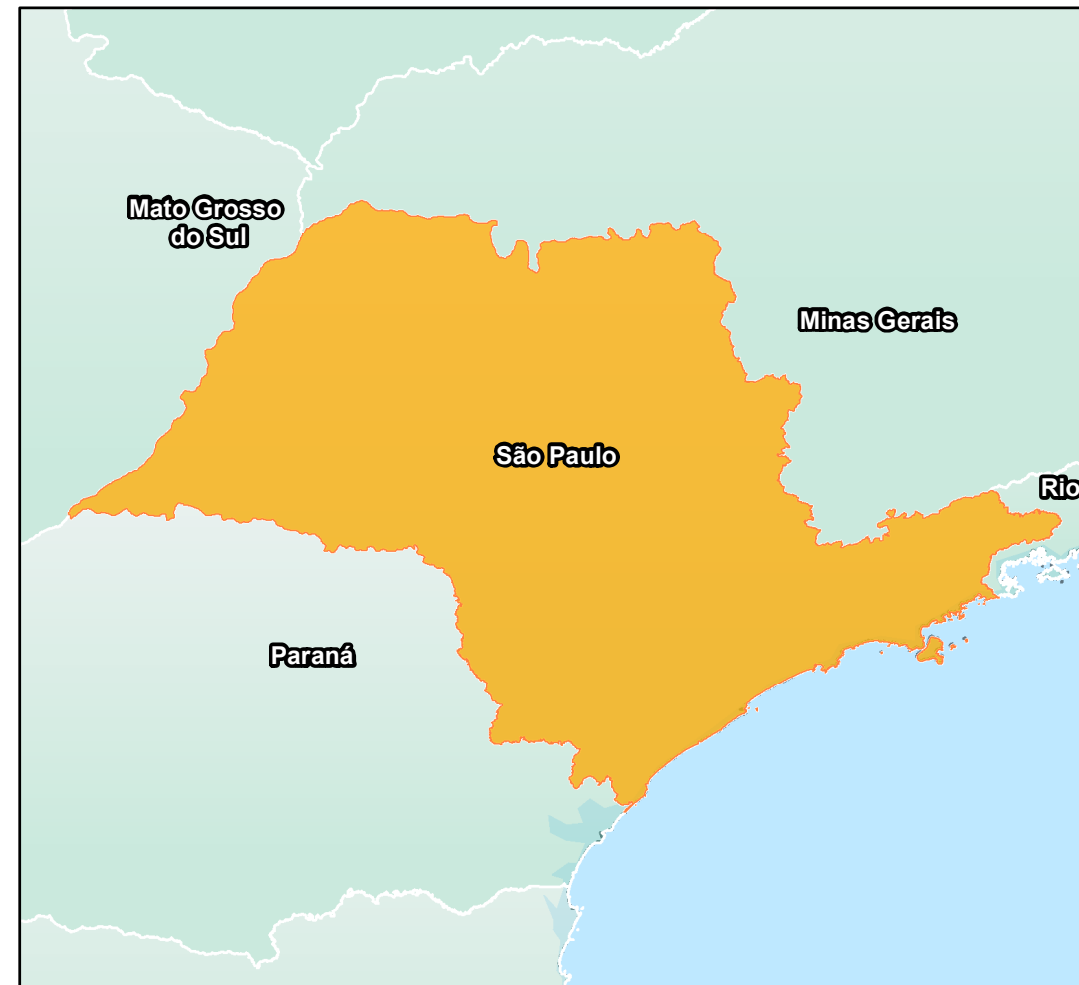 Mato Grosso
do Sul
Minas Gerais
São Paulo
Rio
Paraná